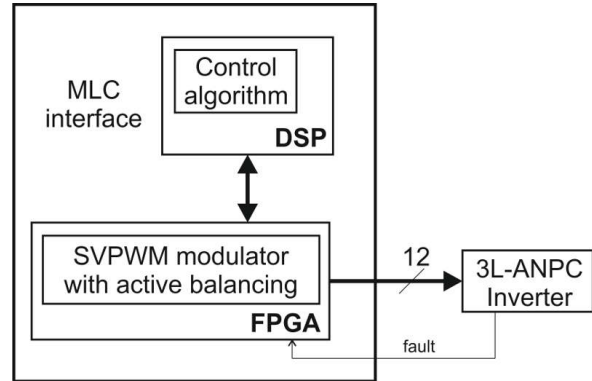 MLC
interface
Control
algorithm
DSP
SVPWM modulator
with active balancing
FPGA
12
3L-ANPC
Inverter
fault